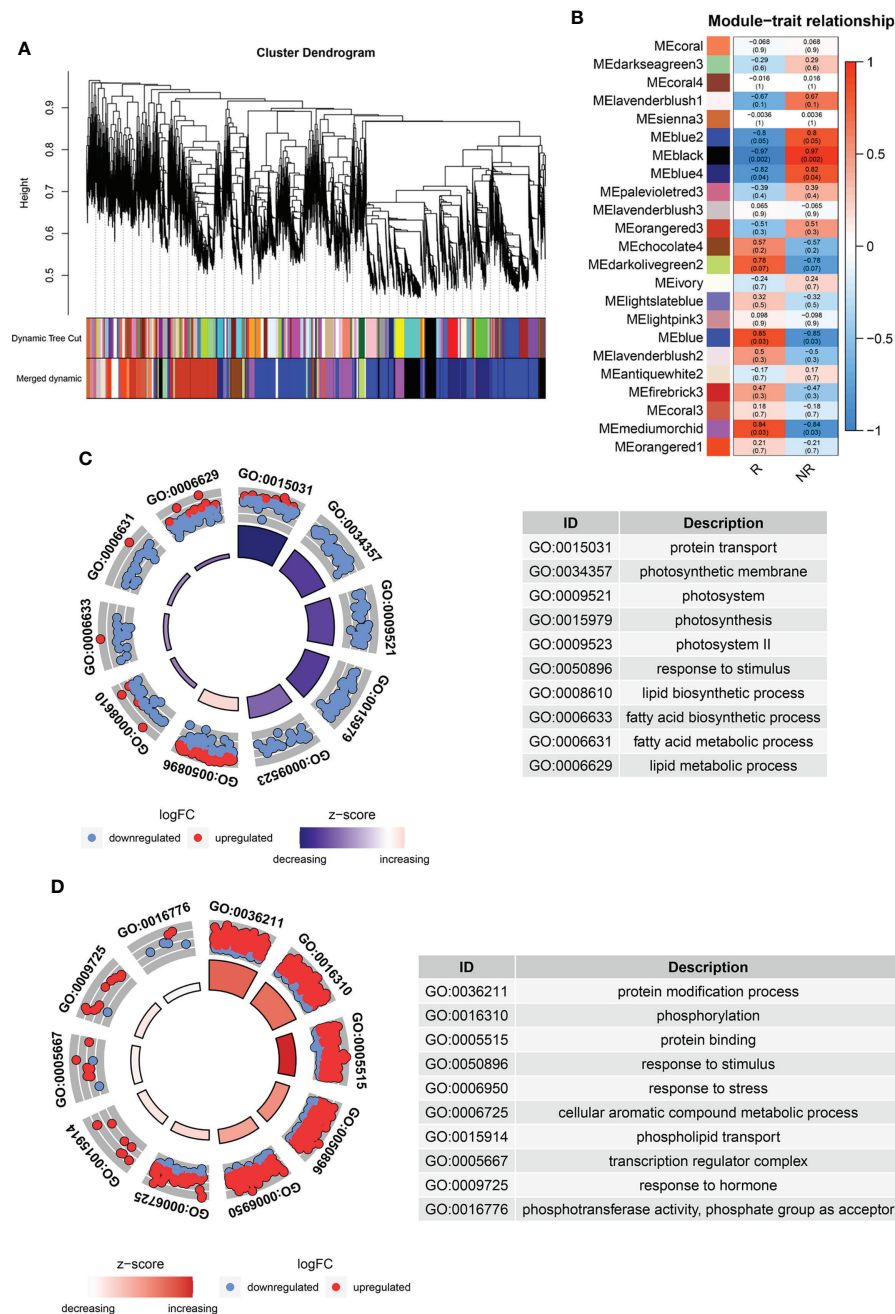 A
Cluster Dendrogram
Height
0.9
0.8
0.7
0.6
0.5
Dynamic Tree Cut
Merged dynamic
B
Module−trait relationship
MEcoral −0.068 (0.9) 0.068 (0.9)
MEdarkseagreen3 −0.29 (0.6) 0.29 (0.6)
MEcoral4 −0.016 (1) 0.016 (1)
MElavenderblush1 −0.67 (0.1) 0.67 (0.1)
MEsienna3 −0.0036 (1) 0.0036 (1)
MEblue2 −0.8 (0.05) 0.8 (0.05)
MEblack −0.97 (0.002) 0.97 (0.002)
MEblue4 −0.82 (0.04) 0.82 (0.04)
MEpalevioletred3 −0.39 (0.4) 0.39 (0.4)
MElavenderblush3 0.065 (0.9) −0.065 (0.9)
MEorangered3 −0.51 (0.3) 0.51 (0.3)
MEchocolate4 0.57 (0.2) −0.57 (0.2)
MEdarkolivegreen2 0.78 (0.07) −0.78 (0.07)
MEivory −0.24 (0.7) 0.24 (0.7)
MElightslateblue 0.32 (0.5) −0.32 (0.5)
MElightpink3 0.098 (0.9) −0.098 (0.9)
MEblue 0.85 (0.03) −0.85 (0.03)
MElavenderblush2 0.5 (0.3) −0.5 (0.3)
MEantiquewhite2 −0.17 (0.7) 0.17 (0.7)
MEfirebrick3 0.47 (0.3) −0.47 (0.3)
MEcoral3 0.18 (0.7) −0.18 (0.7)
MEmediumorchid 0.84 (0.03) −0.84 (0.03)
MEorangered1 0.21 (0.7) −0.21 (0.7)
R NR
1
0.5
0
−0.5
−1
C
GO:0015031
GO:0034357
GO:0009521
GO:0015979
GO:0009523
GO:0050896
GO:0008610
GO:0006633
GO:0006631
GO:0006629
logFC
downregulated upregulated
z−score
decreasing increasing
ID Description
GO:0015031 protein transport
GO:0034357 photosynthetic membrane
GO:0009521 photosystem
GO:0015979 photosynthesis
GO:0009523 photosystem II
GO:0050896 response to stimulus
GO:0008610 lipid biosynthetic process
GO:0006633 fatty acid biosynthetic process
GO:0006631 fatty acid metabolic process
GO:0006629 lipid metabolic process
D
GO:0036211
GO:0016310
GO:0005515
GO:0050896
GO:0006950
GO:0006725
GO:0015914
GO:0005667
GO:0009725
GO:0016776
z−score
decreasing increasing
logFC
downregulated upregulated
ID Description
GO:0036211 protein modification process
GO:0016310 phosphorylation
GO:0005515 protein binding
GO:0050896 response to stimulus
GO:0006950 response to stress
GO:0006725 cellular aromatic compound metabolic process
GO:0015914 phospholipid transport
GO:0005667 transcription regulator complex
GO:0009725 response to hormone
GO:0016776 phosphotransferase activity, phosphate group as acceptor